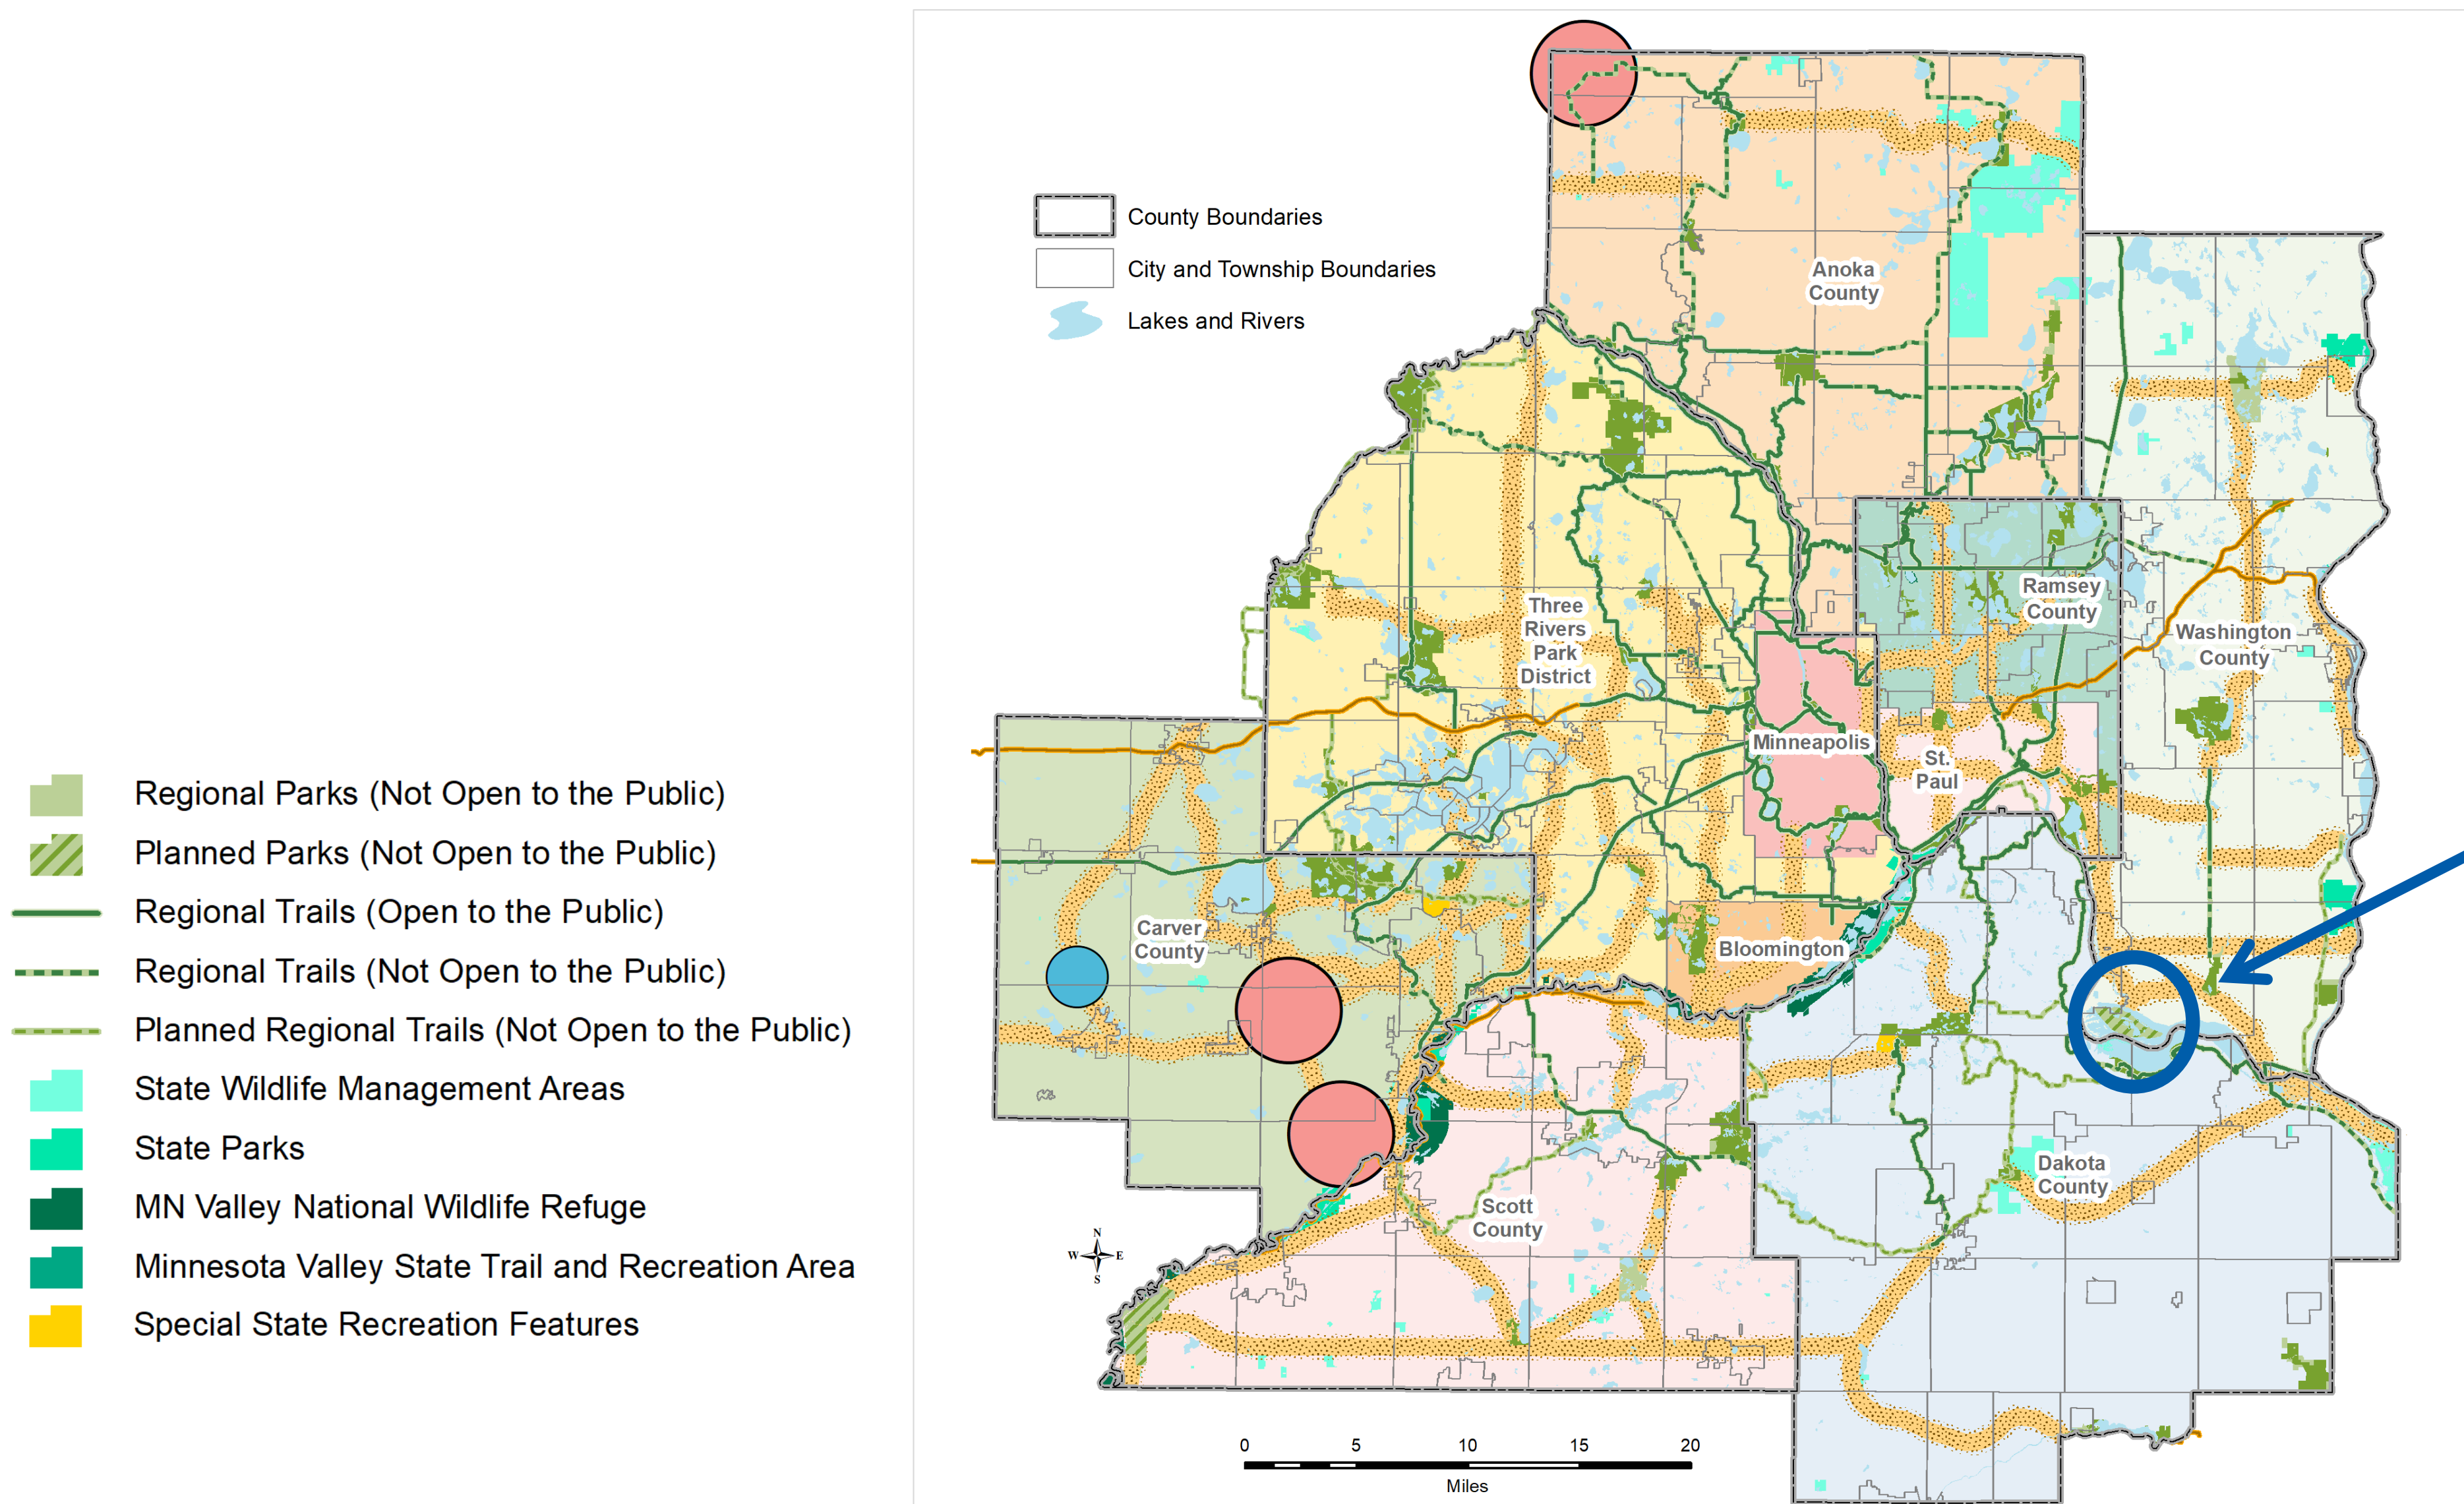 County Boundaries
City and Township Boundaries
Lakes and Rivers
Anoka
County
Ramsey
County
Washington
County
Three
Rivers
Park
District
Minneapolis
St.
Paul
Carver
County
Bloomington
Dakota
County
Scott
County
N
W
E
S
0
5
10
15
20
Miles
Regional Parks (Not Open to the Public)
Planned Parks (Not Open to the Public)
Regional Trails (Open to the Public)
Regional Trails (Not Open to the Public)
Planned Regional Trails (Not Open to the Public)
State Wildlife Management Areas
State Parks
MN Valley National Wildlife Refuge
Minnesota Valley State Trail and Recreation Area
Special State Recreation Features